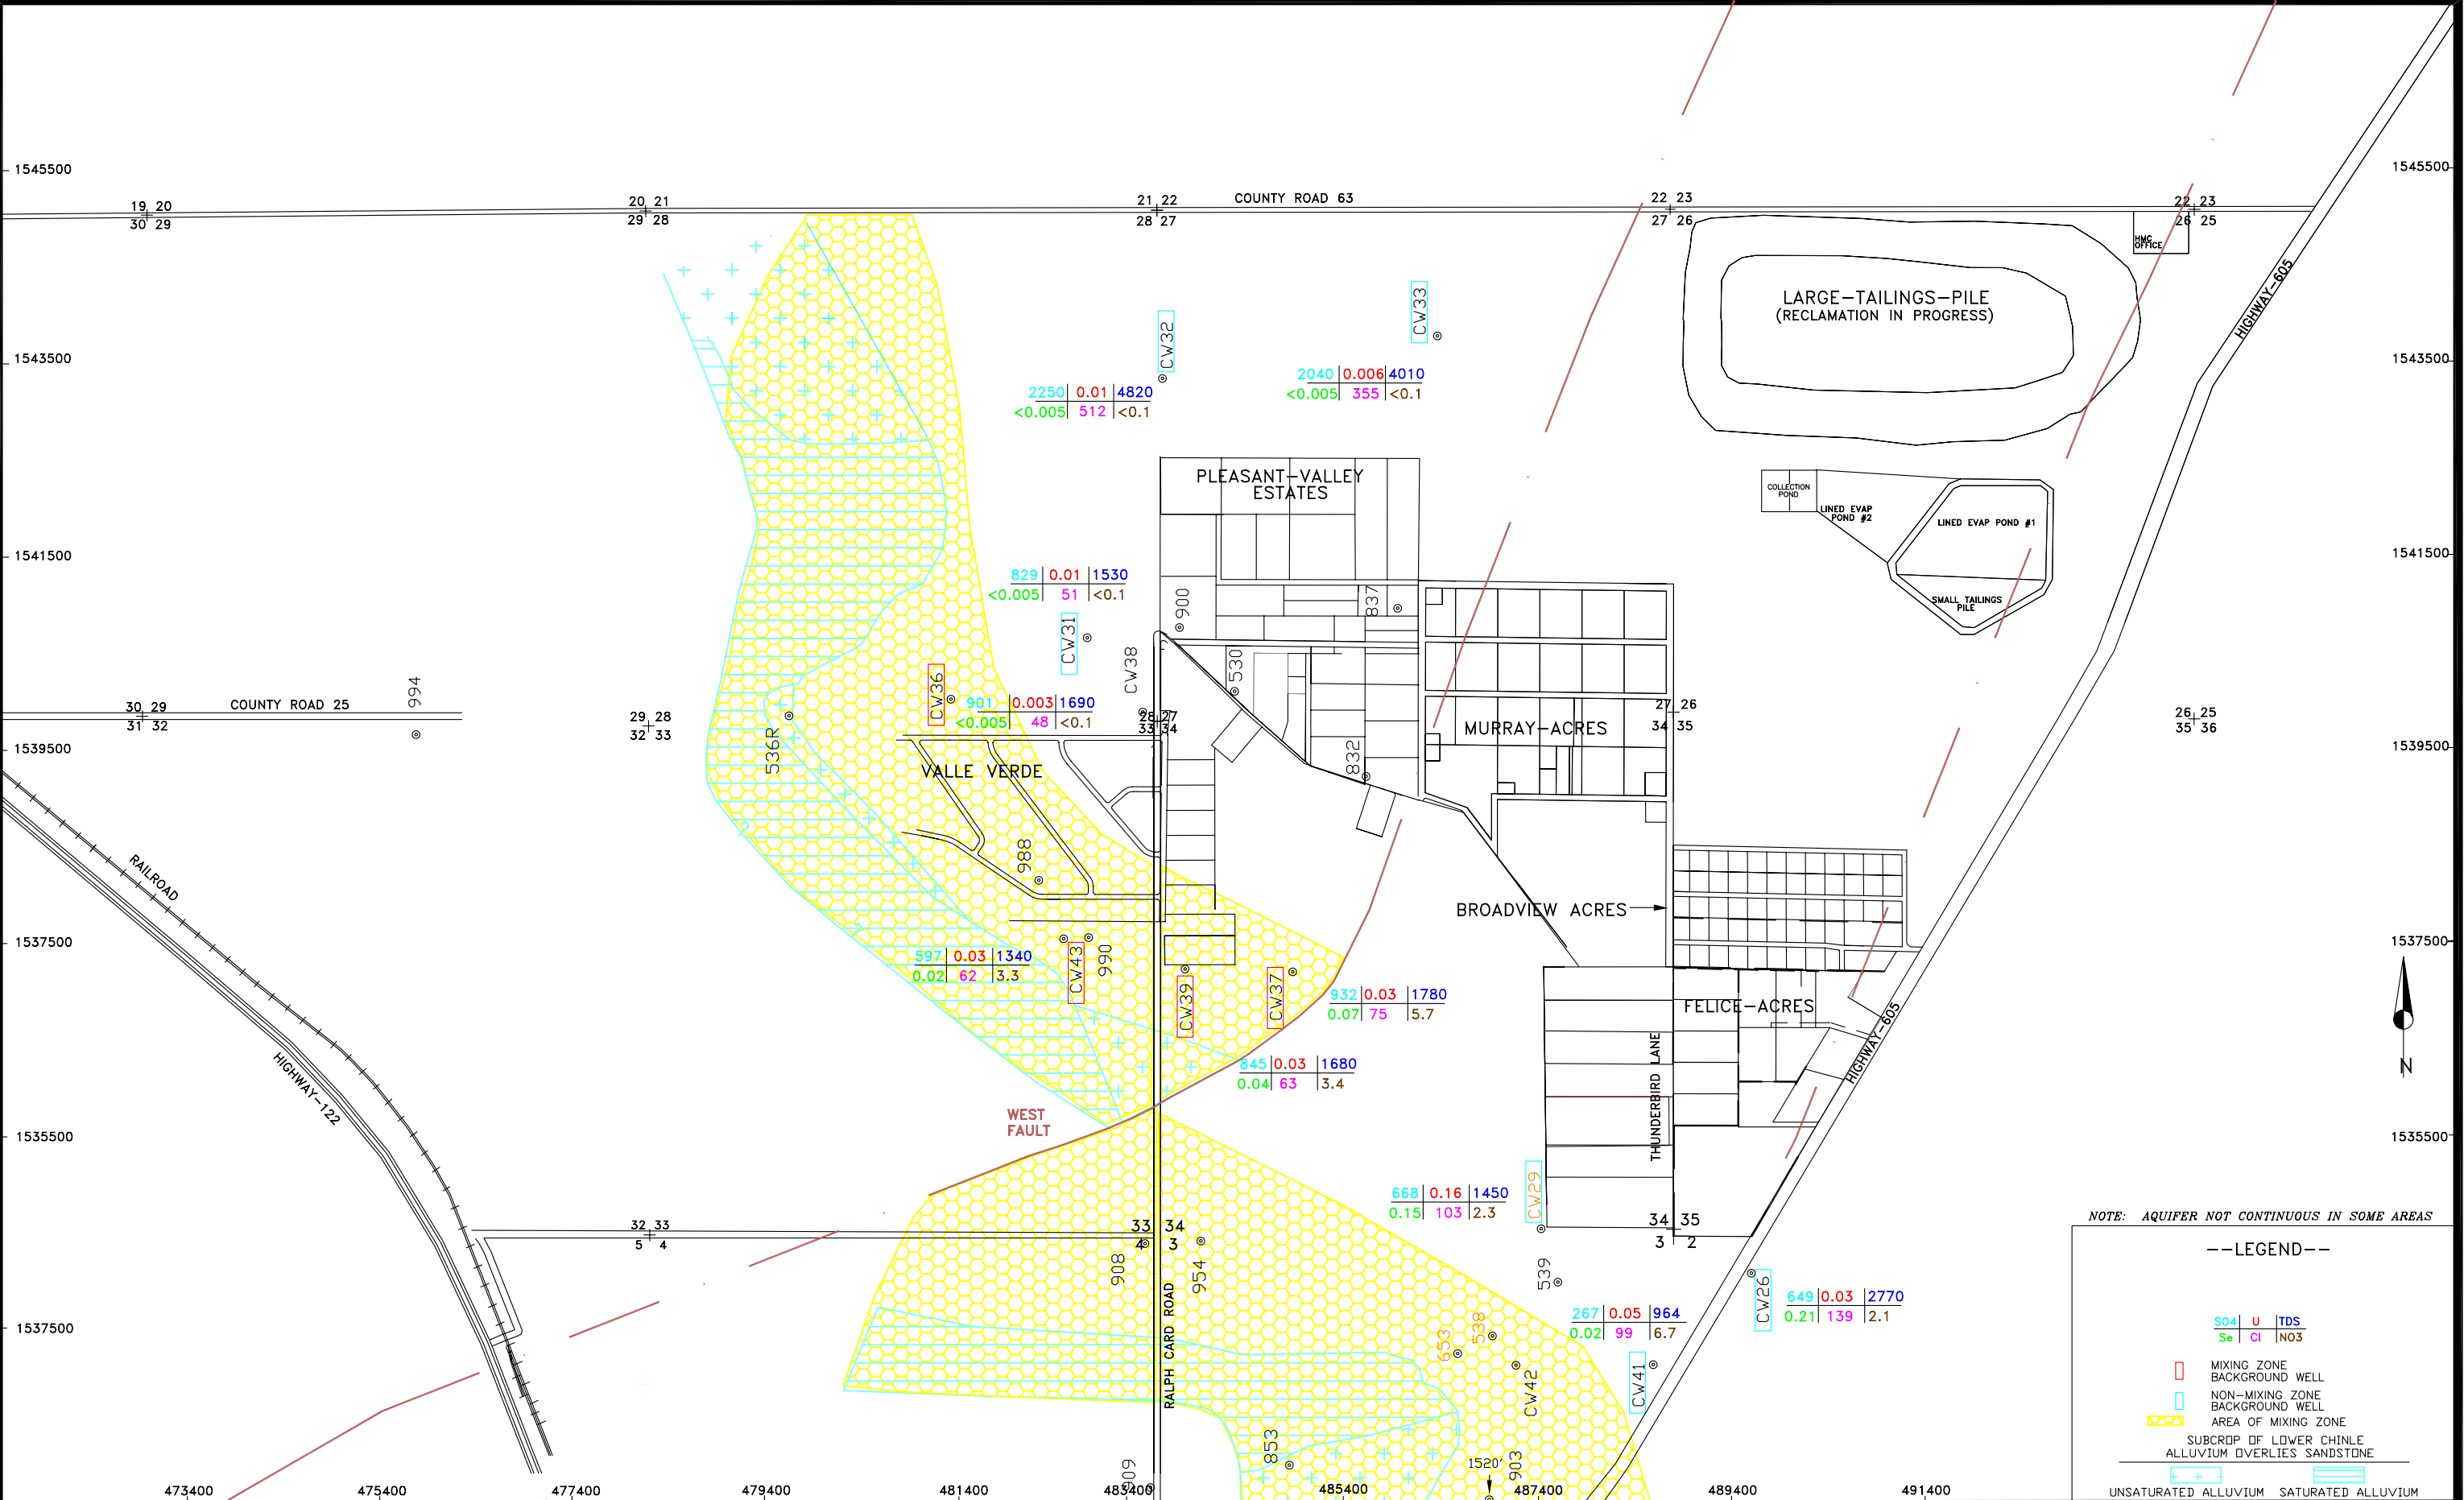 1545500
1545500
19 20
30 29
20 21
29 28
21 22
28 27
COUNTY ROAD 63
22 23
27 26
22 23
26 25
HMC
OFFICE
HIGHWAY-605
LARGE-TAILINGS-PILE
(RECLAMATION IN PROGRESS)
CW33
CW32
1543500
1543500
2250 0.01 4820
<0.005 512 <0.1
2040 0.006 4010
<0.005 355 <0.1
PLEASANT-VALLEY
ESTATES
COLLECTION
POND
LINED EVAP
POND #2
LINED EVAP POND #1
SMALL TAILINGS
PILE
1541500
1541500
829 0.01 1530
<0.005 51 <0.1
CW31
900
837
CW38
530
CW36
901 0.003 1690
<0.005 48 <0.1
994
30 29
31 32
COUNTY ROAD 25
29 28
32 33
28 27
33 34
27 26
34 35
26 25
35 36
MURRAY-ACRES
1539500
1539500
536R
832
VALLE VERDE
988
RAILROAD
BROADVIEW ACRES
1537500
1537500
597 0.03 1340
0.02 62 3.3
CW43
990
CW39
CW37
932 0.03 1780
0.07 75 5.7
FELICE-ACRES
THUNDERBIRD LANE
HIGHWAY-605
HIGHWAY-122
845 0.03 1680
0.04 63 3.4
N
WEST
FAULT
1535500
1535500
668 0.16 1450
0.15 103 2.3
CW29
32 33
5 4
33 34
4 3
34 35
3 2
908
954
539
CW26
649 0.03 2770
0.21 139 2.1
267 0.05 964
0.02 99 6.7
1537500
RALPH CARD ROAD
653
538
CW42
CW41
853
909
1520'
903
NOTE: AQUIFER NOT CONTINUOUS IN SOME AREAS
--LEGEND--
SO4 U TDS
Se Cl NO3
MIXING ZONE
BACKGROUND WELL
NON-MIXING ZONE
BACKGROUND WELL
AREA OF MIXING ZONE
SUBCROP OF LOWER CHINLE
ALLUVIUM OVERLIES SANDSTONE
UNSATURATED ALLUVIUM SATURATED ALLUVIUM
473400
475400
477400
479400
481400
483400
485400
487400
489400
491400